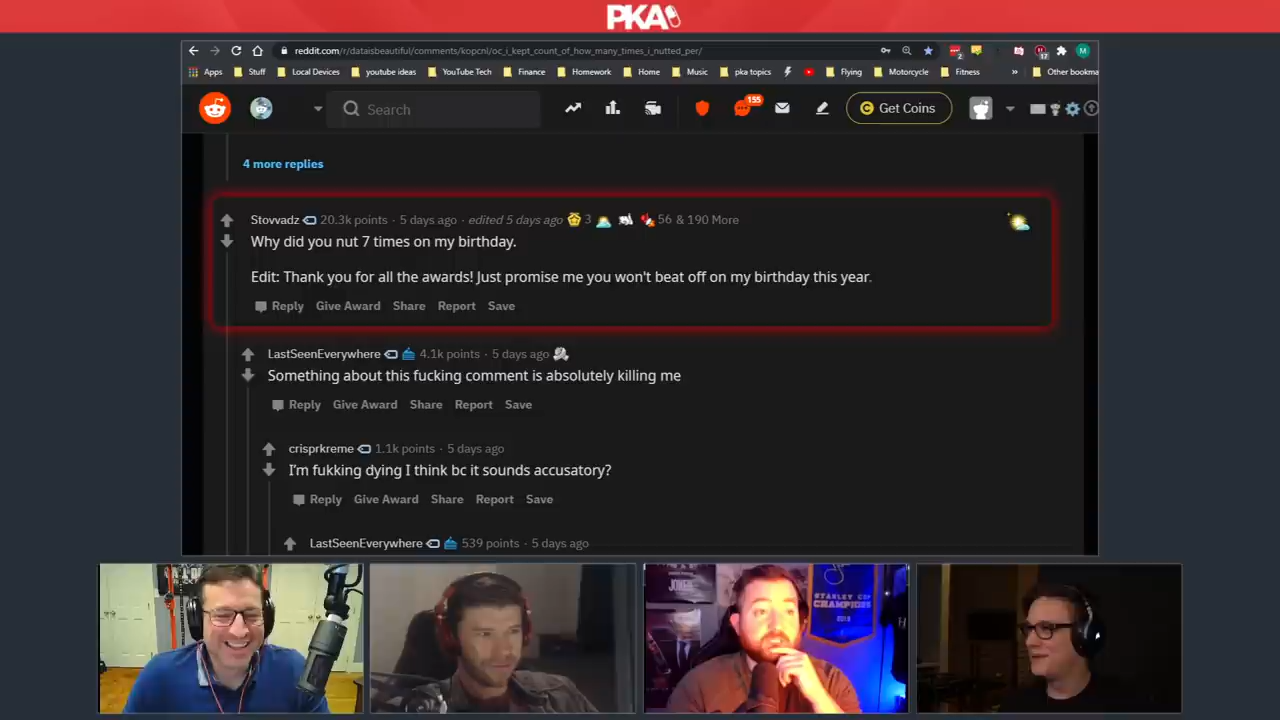 PKA
reddit.com/r/dataisbeautiful/comments/kopcnl/oc_i_kept_count_of_how_many_times_i_nutted_per/
Apps Stuff Local Devices youtube ideas YouTube Tech Finance Homework Home Music pka topics Flying Motorcycle Fitness » Other bookma
Search 155 Get Coins
4 more replies
Stovvadz 20.3k points · 5 days ago · edited 5 days ago 3 56 & 190 More
Why did you nut 7 times on my birthday.
Edit: Thank you for all the awards! Just promise me you won't beat off on my birthday this year.
Reply Give Award Share Report Save
LastSeenEverywhere 4.1k points · 5 days ago
Something about this fucking comment is absolutely killing me
Reply Give Award Share Report Save
crisprkreme 1.1k points · 5 days ago
I'm fukking dying I think bc it sounds accusatory?
Reply Give Award Share Report Save
LastSeenEverywhere 539 points · 5 days ago
JOKER
STANLEY CUP
CHAMPIONS